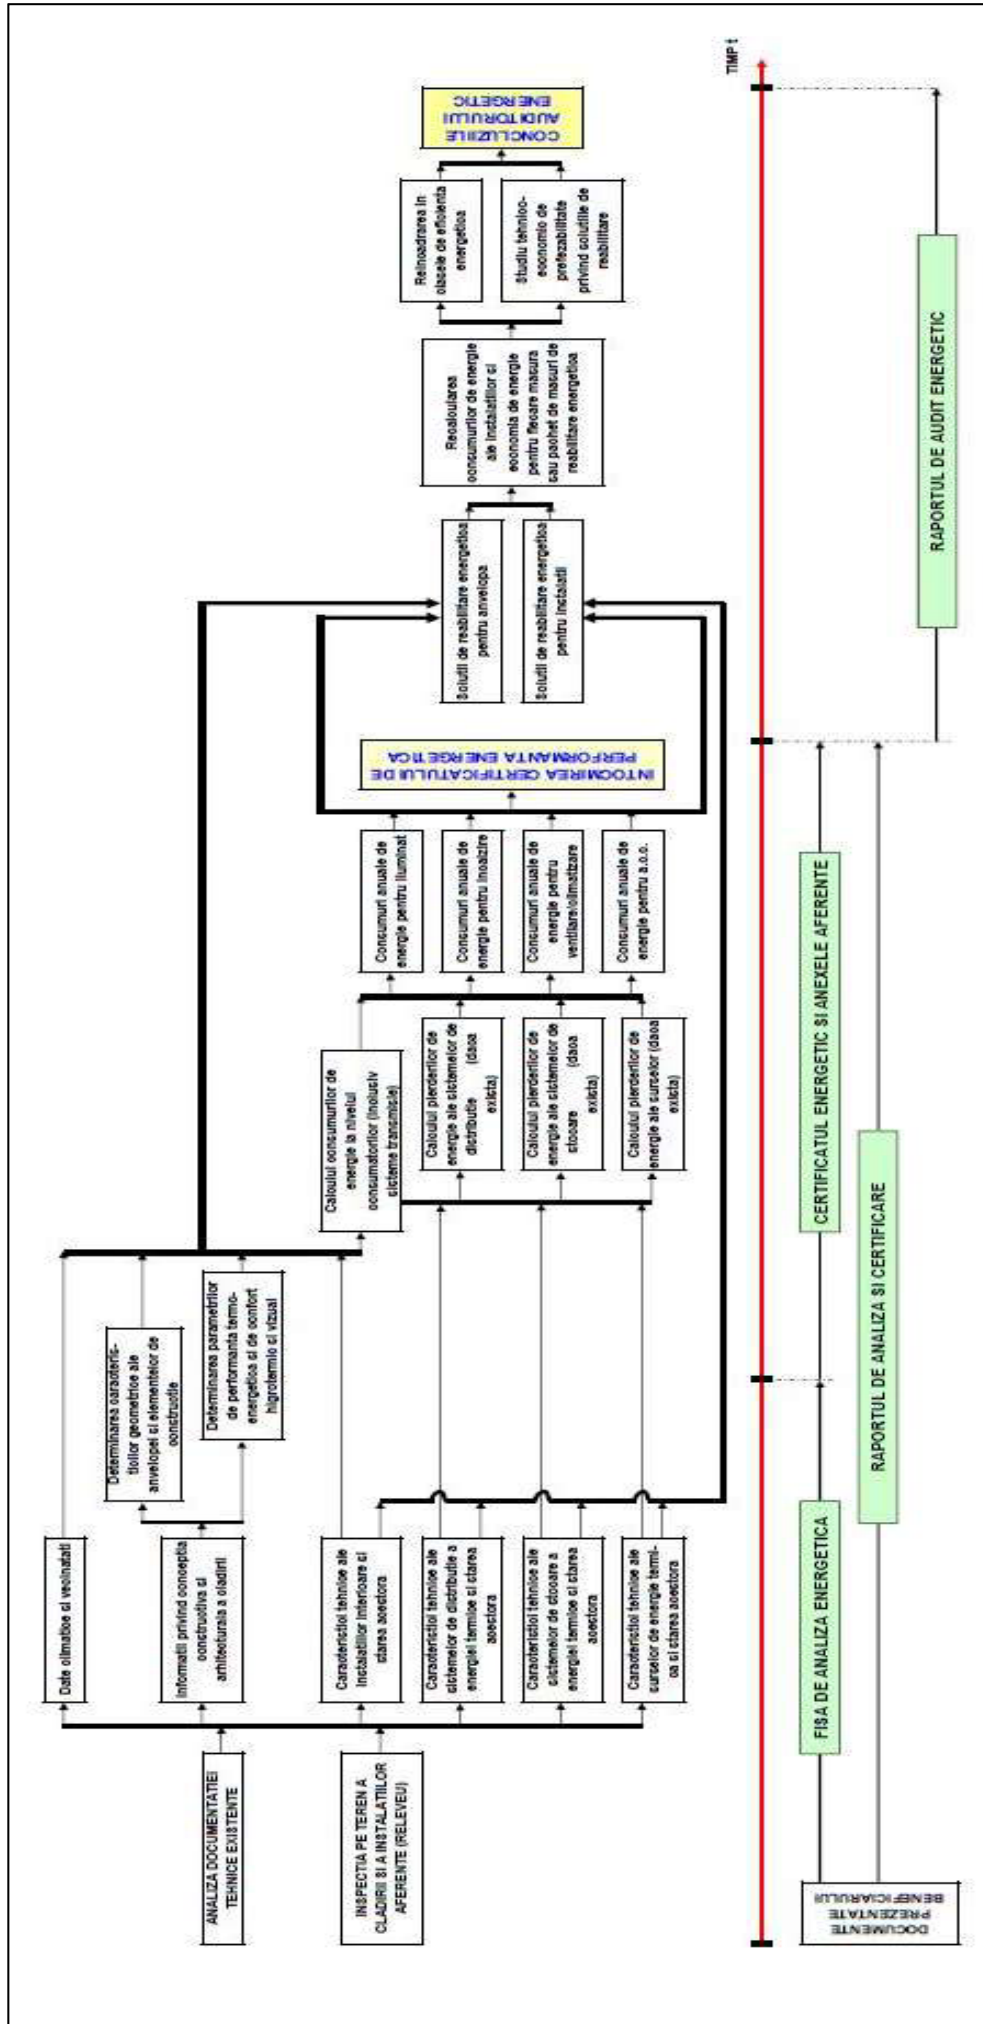 ANALIZA DOCUMENTATIEI
TEHNICE EXISTENTE
INSPECTIA PE TEREN A
CLADIRII SI A INSTALATIILOR
AFERENTE (RELEVEU)
Date climatice si vecinatati
Informatii privind conceptia
constructiva si
arhitecturala a cladirii
Caracteristici tehnice ale
instalatiilor interioare si
starea acestora
Caracteristici tehnice ale
sistemelor de distributie a
energiei termice si starea
acestora
Caracteristici tehnice ale
sistemelor de stocare a
energiei termice si starea
acestora
Caracteristici tehnice ale
surselor de energie termi-
ca si starea acestora
Determinarea caracteris-
ticilor geometrice ale
anvelopei si elementelor de
constructie
Determinarea parametrilor
de performanta termo-
energetica si de confort
higrotermic si vizual
Calculul consumurilor de
energie la nivelul
consumatorilor (inclusiv
sisteme transmisie)
Calculul pierderilor de
energie ale sistemelor de
distributie (daca
exista)
Calculul pierderilor de
energie ale sistemelor de
stocare (daca
exista)
Calculul pierderilor de
energie ale surselor (daca
exista)
Consumuri anuale de
energie pentru iluminat
Consumuri anuale de
energie pentru incalzire
Consumuri anuale de
energie pentru
ventilare/climatizare
Consumuri anuale de
energie pentru a.c.c.
INTOCMIREA CERTIFICATULUI DE
PERFORMANTA ENERGETICA
Solutii de reabilitare energetica
pentru anvelopa
Solutii de reabilitare energetica
pentru instalatii
Recalcularea
consumurilor de energie
ale instalatiilor si
economia de energie
pentru fiecare masura
sau pachet de masuri de
reabilitare energetica
Reincadrarea in
clasele de eficienta
energetica
Studiu tehnico-
economic de
prefezabilitate
privind solutiile de
reabilitare
CONCLUZIILE
AUDITORULUI
ENERGETIC
TIMP t
DOCUMENTE
PREZENTATE
BENEFICIARULUI
FISA DE ANALIZA ENERGETICA
CERTIFICATUL ENERGETIC SI ANEXELE AFERENTE
RAPORTUL DE ANALIZA SI CERTIFICARE
RAPORTUL DE AUDIT ENERGETIC